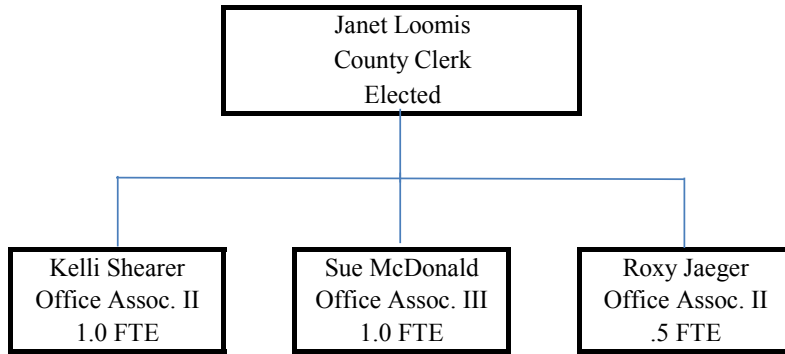 Janet Loomis
County Clerk
Elected
Kelli Shearer
Office Assoc. II
1.0 FTE
Sue McDonald
Office Assoc. III
1.0 FTE
Roxy Jaeger
Office Assoc. II
.5 FTE